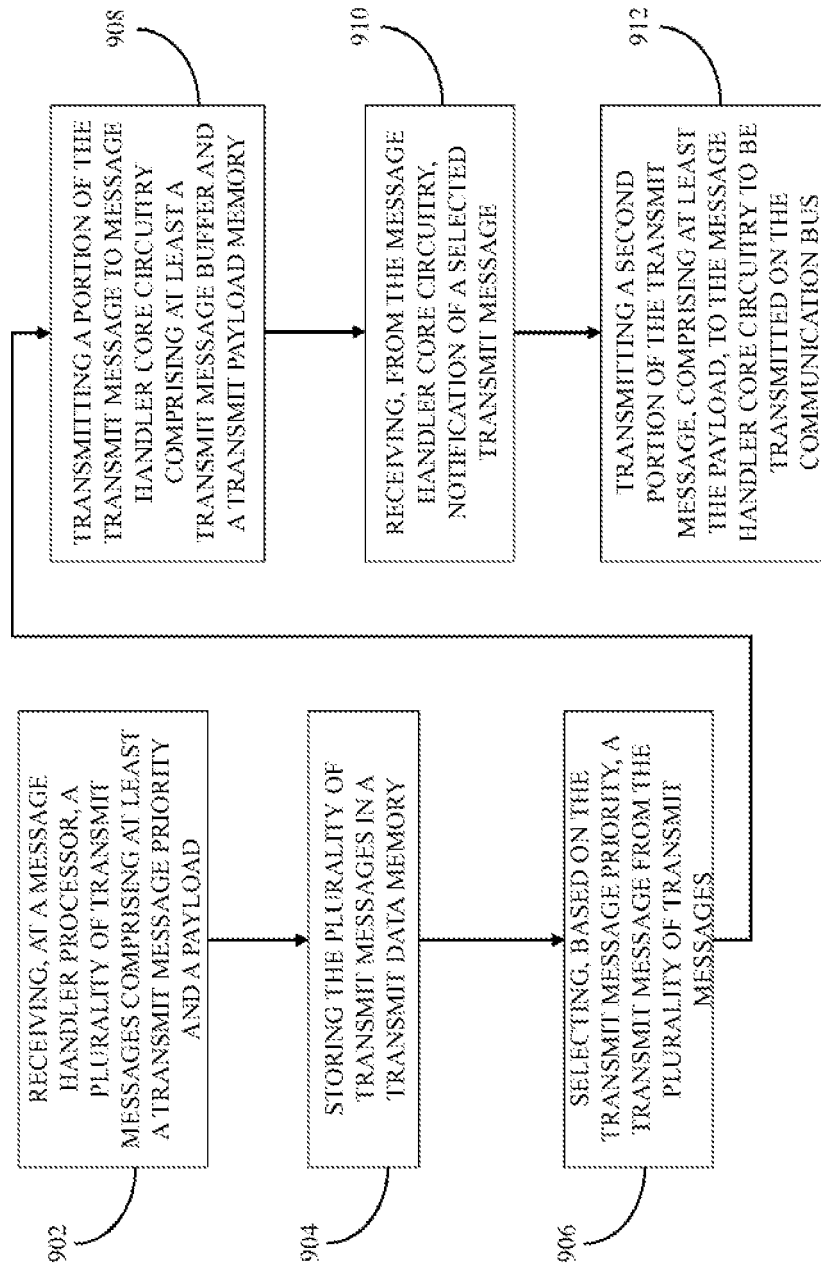 902
RECEIVING, AT A MESSAGE
HANDLER PROCESSOR, A
PLURALITY OF TRANSMIT
MESSAGES COMPRISING AT LEAST
A TRANSMIT MESSAGE PRIORITY
AND A PAYLOAD
904
STORING THE PLURALITY OF
TRANSMIT MESSAGES IN A
TRANSMIT DATA MEMORY
906
SELECTING, BASED ON THE
TRANSMIT MESSAGE PRIORITY, A
TRANSMIT MESSAGE FROM THE
PLURALITY OF TRANSMIT
MESSAGES
908
TRANSMITTING A PORTION OF THE
TRANSMIT MESSAGE TO MESSAGE
HANDLER CORE CIRCUITRY
COMPRISING AT LEAST A
TRANSMIT MESSAGE BUFFER AND
A TRANSMIT PAYLOAD MEMORY
910
RECEIVING, FROM THE MESSAGE
HANDLER CORE CIRCUITRY,
NOTIFICATION OF A SELECTED
TRANSMIT MESSAGE
912
TRANSMITTING A SECOND
PORTION OF THE TRANSMIT
MESSAGE, COMPRISING AT LEAST
THE PAYLOAD, TO THE MESSAGE
HANDLER CORE CIRCUITRY TO BE
TRANSMITTED ON THE
COMMUNICATION BUS